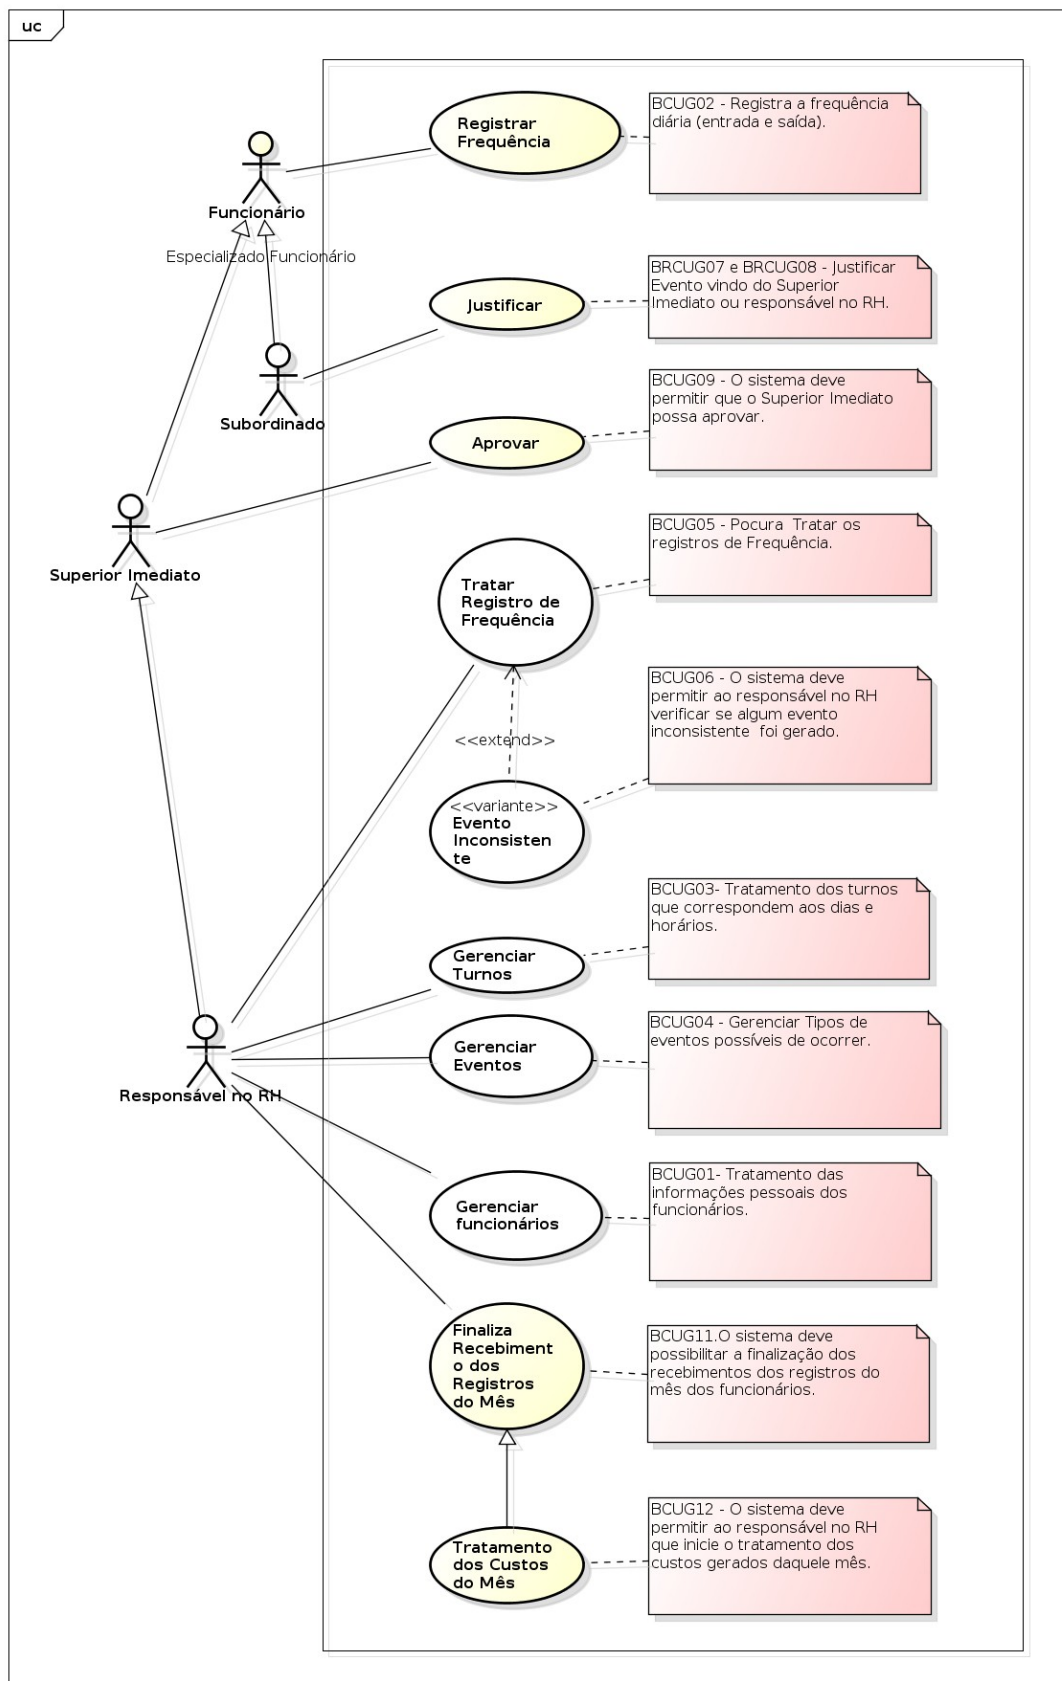 uc
Registrar
Frequência
BCUG02 - Registra a frequência
diária (entrada e saída).
Funcionário
Especializado Funcionário
Justificar
BRCUG07 e BRCUG08 - Justificar
Evento vindo do Superior
Imediato ou responsável no RH.
Subordinado
Aprovar
BCUG09 - O sistema deve
permitir que o Superior Imediato
possa aprovar.
Superior Imediato
Tratar
Registro de
Frequência
BCUG05 - Pocura  Tratar os
registros de Frequência.
<<extend>>
BCUG06 - O sistema deve
permitir ao responsável no RH
verificar se algum evento
inconsistente  foi gerado.
<<variante>>
Evento
Inconsisten
te
Gerenciar
Turnos
BCUG03- Tratamento dos turnos
que correspondem aos dias e
horários.
Responsável no RH
Gerenciar
Eventos
BCUG04 - Gerenciar Tipos de
eventos possíveis de ocorrer.
Gerenciar
funcionários
BCUG01- Tratamento das
informações pessoais dos
funcionários.
Finaliza
Recebiment
o dos
Registros
do Mês
BCUG11.O sistema deve
possibilitar a finalização dos
recebimentos dos registros do
mês dos funcionários.
Tratamento
dos Custos
do Mês
BCUG12 - O sistema deve
permitir ao responsável no RH
que inicie o tratamento dos
custos gerados daquele mês.